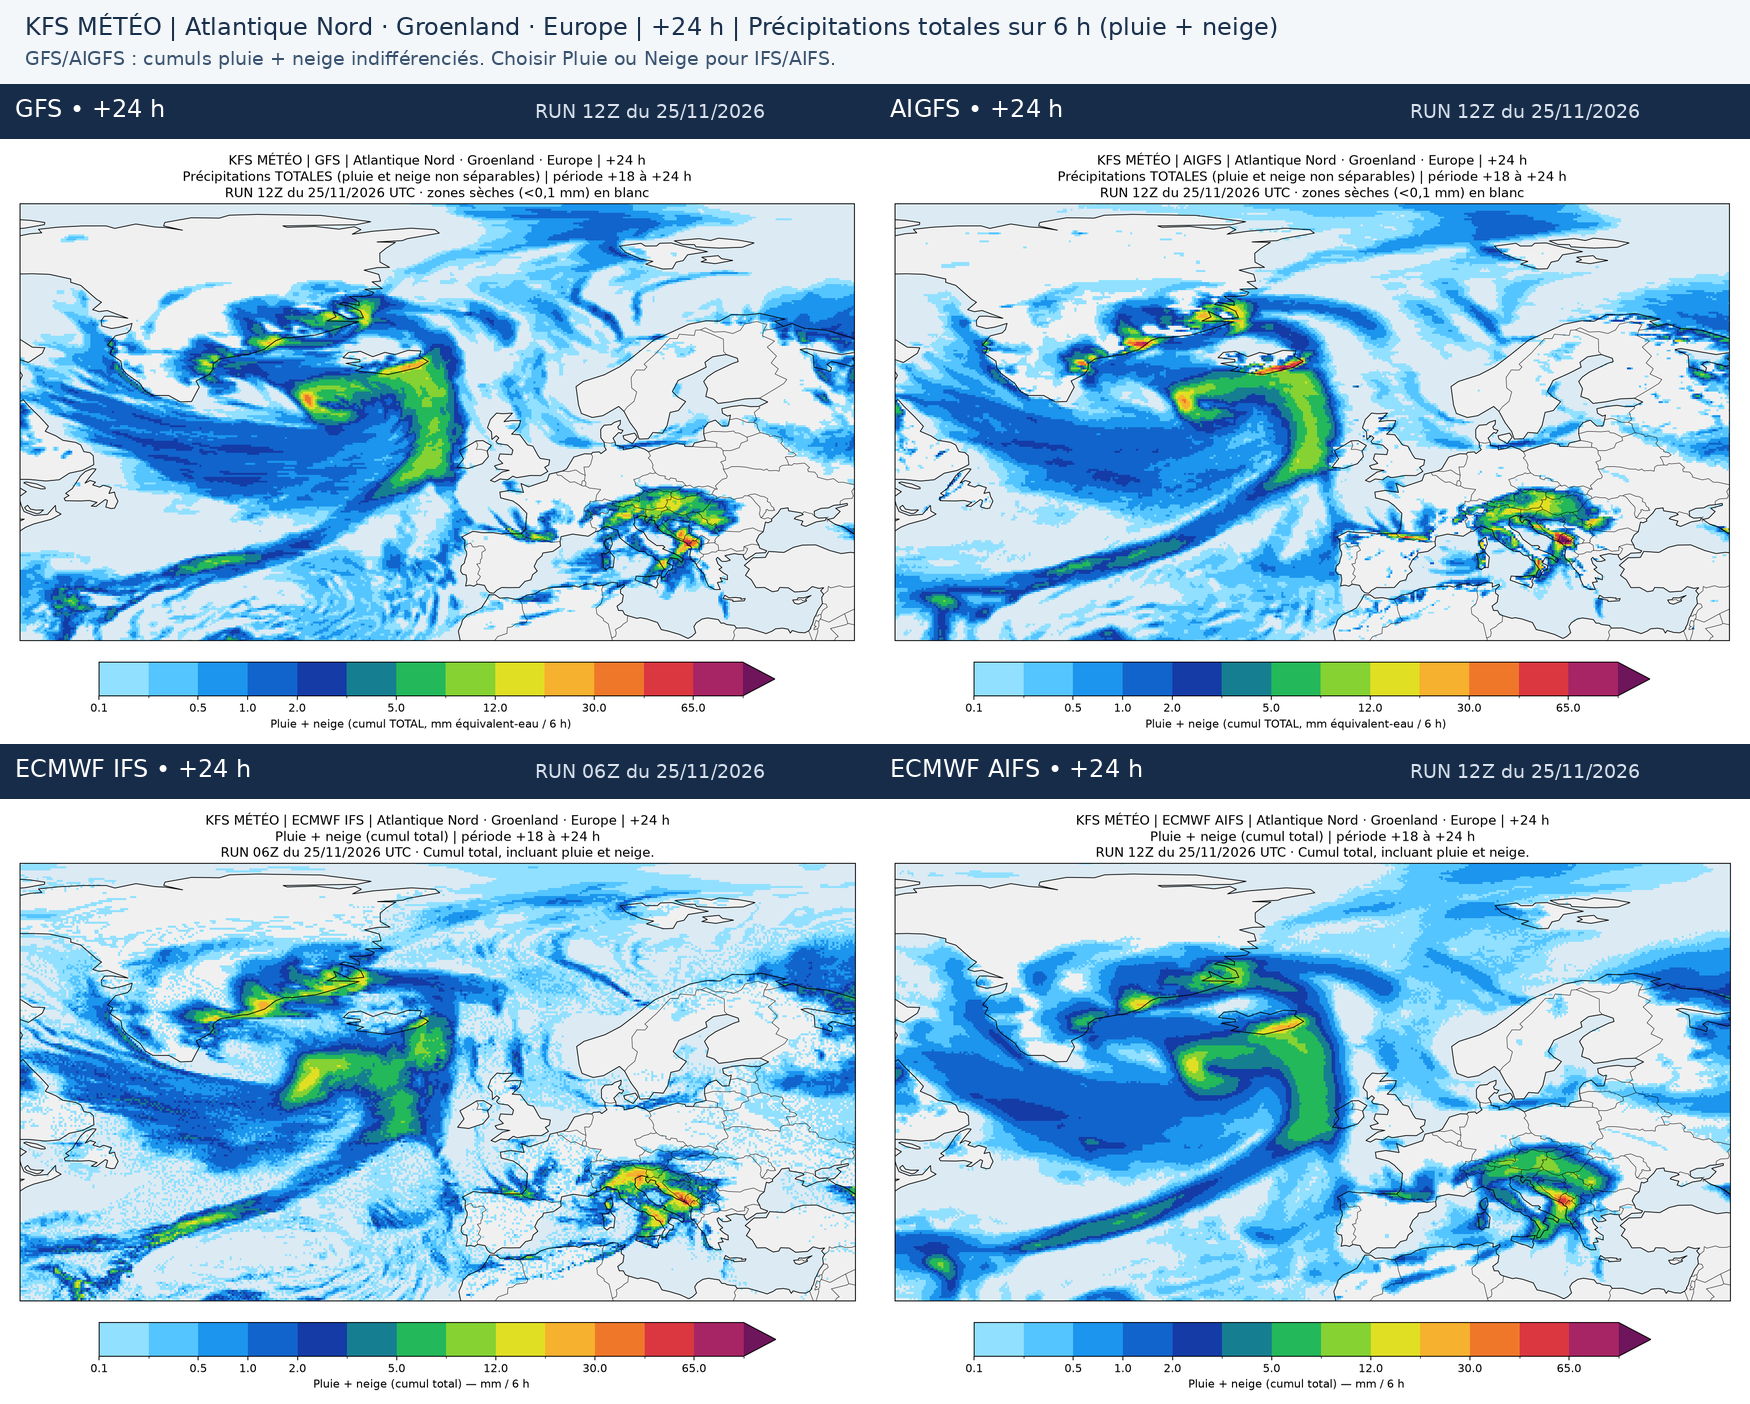 KFS MÉTÉO | Atlantique Nord · Groenland · Europe | +24 h | Précipitations totales sur 6 h (pluie + neige)
GFS/AIGFS : cumuls pluie + neige indifférenciés. Choisir Pluie ou Neige pour IFS/AIFS.
GFS • +24 h
RUN 12Z du 25/11/2026
AIGFS • +24 h
RUN 12Z du 25/11/2026
KFS MÉTÉO | GFS | Atlantique Nord · Groenland · Europe | +24 h
Précipitations TOTALES (pluie et neige non séparables) | période +18 à +24 h
RUN 12Z du 25/11/2026 UTC · zones sèches (<0,1 mm) en blanc
KFS MÉTÉO | AIGFS | Atlantique Nord · Groenland · Europe | +24 h
Précipitations TOTALES (pluie et neige non séparables) | période +18 à +24 h
RUN 12Z du 25/11/2026 UTC · zones sèches (<0,1 mm) en blanc
0.1 0.5 1.0 2.0 5.0 12.0 30.0 65.0
Pluie + neige (cumul TOTAL, mm équivalent-eau / 6 h)
0.1 0.5 1.0 2.0 5.0 12.0 30.0 65.0
Pluie + neige (cumul TOTAL, mm équivalent-eau / 6 h)
ECMWF IFS • +24 h
RUN 06Z du 25/11/2026
ECMWF AIFS • +24 h
RUN 12Z du 25/11/2026
KFS MÉTÉO | ECMWF IFS | Atlantique Nord · Groenland · Europe | +24 h
Pluie + neige (cumul total) | période +18 à +24 h
RUN 06Z du 25/11/2026 UTC · Cumul total, incluant pluie et neige.
KFS MÉTÉO | ECMWF AIFS | Atlantique Nord · Groenland · Europe | +24 h
Pluie + neige (cumul total) | période +18 à +24 h
RUN 12Z du 25/11/2026 UTC · Cumul total, incluant pluie et neige.
0.1 0.5 1.0 2.0 5.0 12.0 30.0 65.0
Pluie + neige (cumul total) — mm / 6 h
0.1 0.5 1.0 2.0 5.0 12.0 30.0 65.0
Pluie + neige (cumul total) — mm / 6 h